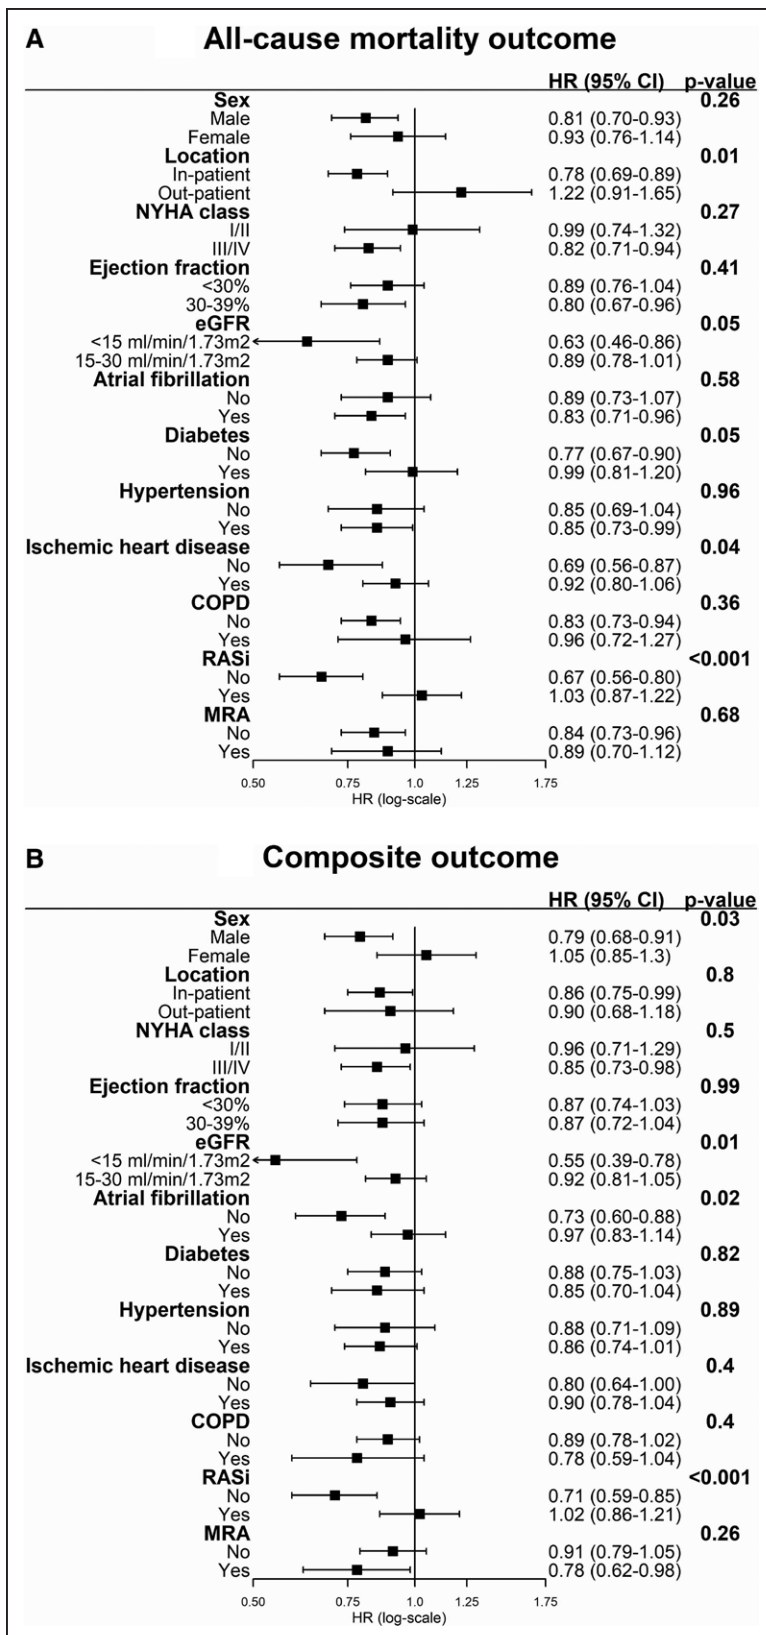 A All-cause mortality outcome
HR (95% CI) p-value
Sex 0.26
Male 0.81 (0.70-0.93)
Female 0.93 (0.76-1.14)
Location 0.01
In-patient 0.78 (0.69-0.89)
Out-patient 1.22 (0.91-1.65)
NYHA class 0.27
I/II 0.99 (0.74-1.32)
III/IV 0.82 (0.71-0.94)
Ejection fraction 0.41
<30% 0.89 (0.76-1.04)
30-39% 0.80 (0.67-0.96)
eGFR 0.05
<15 ml/min/1.73m2 0.63 (0.46-0.86)
15-30 ml/min/1.73m2 0.89 (0.78-1.01)
Atrial fibrillation 0.58
No 0.89 (0.73-1.07)
Yes 0.83 (0.71-0.96)
Diabetes 0.05
No 0.77 (0.67-0.90)
Yes 0.99 (0.81-1.20)
Hypertension 0.96
No 0.85 (0.69-1.04)
Yes 0.85 (0.73-0.99)
Ischemic heart disease 0.04
No 0.69 (0.56-0.87)
Yes 0.92 (0.80-1.06)
COPD 0.36
No 0.83 (0.73-0.94)
Yes 0.96 (0.72-1.27)
RASi <0.001
No 0.67 (0.56-0.80)
Yes 1.03 (0.87-1.22)
MRA 0.68
No 0.84 (0.73-0.96)
Yes 0.89 (0.70-1.12)
0.50 0.75 1.0 1.25 1.75
HR (log-scale)
B Composite outcome
HR (95% CI) p-value
Sex 0.03
Male 0.79 (0.68-0.91)
Female 1.05 (0.85-1.3)
Location 0.8
In-patient 0.86 (0.75-0.99)
Out-patient 0.90 (0.68-1.18)
NYHA class 0.5
I/II 0.96 (0.71-1.29)
III/IV 0.85 (0.73-0.98)
Ejection fraction 0.99
<30% 0.87 (0.74-1.03)
30-39% 0.87 (0.72-1.04)
eGFR 0.01
<15 ml/min/1.73m2 0.55 (0.39-0.78)
15-30 ml/min/1.73m2 0.92 (0.81-1.05)
Atrial fibrillation 0.02
No 0.73 (0.60-0.88)
Yes 0.97 (0.83-1.14)
Diabetes 0.82
No 0.88 (0.75-1.03)
Yes 0.85 (0.70-1.04)
Hypertension 0.89
No 0.88 (0.71-1.09)
Yes 0.86 (0.74-1.01)
Ischemic heart disease 0.4
No 0.80 (0.64-1.00)
Yes 0.90 (0.78-1.04)
COPD 0.4
No 0.89 (0.78-1.02)
Yes 0.78 (0.59-1.04)
RASi <0.001
No 0.71 (0.59-0.85)
Yes 1.02 (0.86-1.21)
MRA 0.26
No 0.91 (0.79-1.05)
Yes 0.78 (0.62-0.98)
0.50 0.75 1.0 1.25 1.75
HR (log-scale)